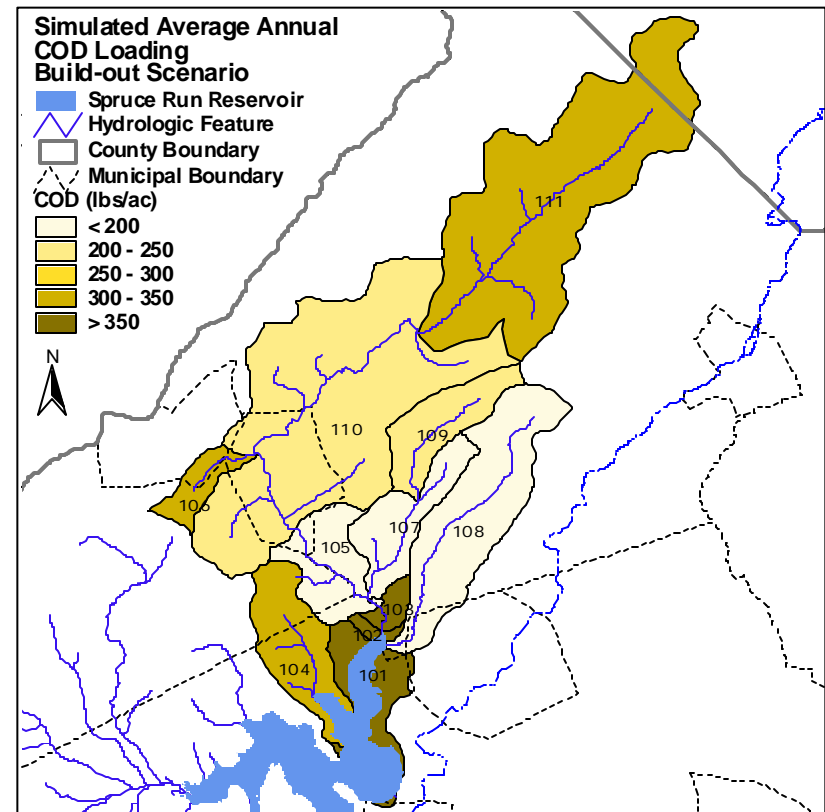 Simulated Average Annual
COD Loading
Build-out Scenario
Spruce Run Reservoir
Hydrologic Feature
County Boundary
Municipal Boundary
COD (lbs/ac)
< 200
200 - 250
250 - 300
300 - 350
> 350
N
111
110
109
106
107
108
105
103
102
104
101